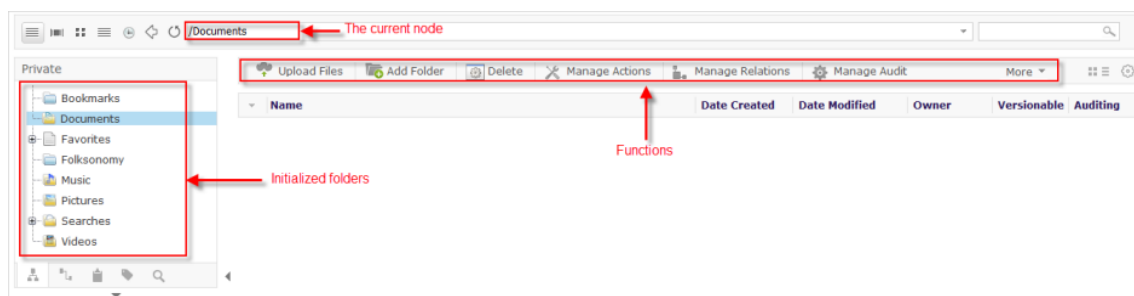 /Documents
The current node
Private
Upload Files Add Folder Delete Manage Actions Manage Relations Manage Audit More
Name Date Created Date Modified Owner Versionable Auditing
Bookmarks
Documents
Favorites
Folksonomy
Music
Pictures
Searches
Videos
Functions
Initialized folders